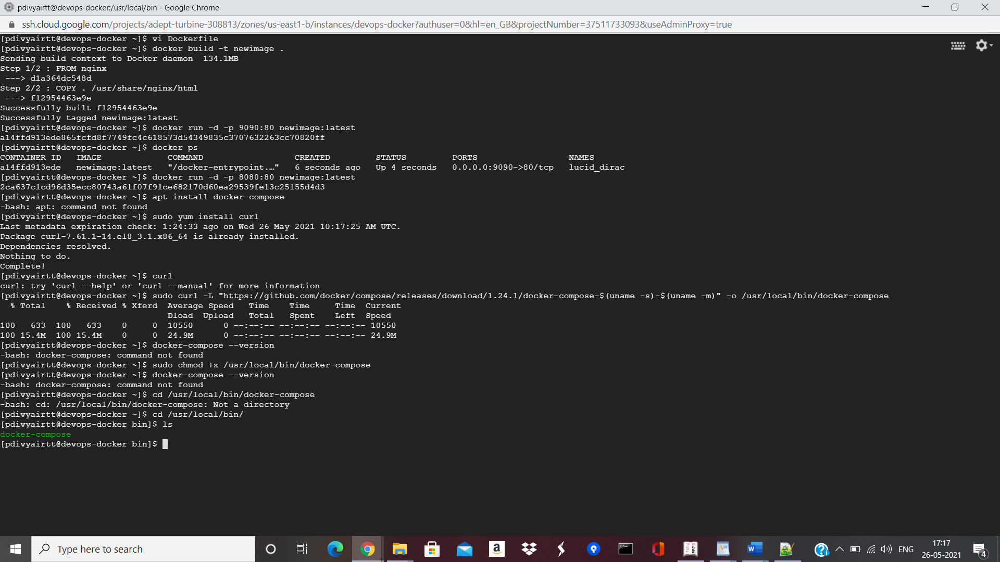 pdivyairtt@devops-docker:/usr/local/bin - Google Chrome
ssh.cloud.google.com/projects/adept-turbine-308813/zones/us-east1-b/instances/devops-docker?authuser=0&hl=en_GB&projectNumber=37511733093&useAdminProxy=true
[pdivyairtt@devops-docker ~]$ vi Dockerfile
[pdivyairtt@devops-docker ~]$ docker build -t newimage .
Sending build context to Docker daemon  134.1MB
Step 1/2 : FROM nginx
 ---> d1a364dc548d
Step 2/2 : COPY . /usr/share/nginx/html
 ---> f12954463e9e
Successfully built f12954463e9e
Successfully tagged newimage:latest
[pdivyairtt@devops-docker ~]$ docker run -d -p 9090:80 newimage:latest
a14ffd913ede865fcfd8f7749fc4c618573d54349835c3707632263cc70820ff
[pdivyairtt@devops-docker ~]$ docker ps
CONTAINER ID   IMAGE             COMMAND                  CREATED         STATUS         PORTS                  NAMES
a14ffd913ede   newimage:latest   "/docker-entrypoint.…"   6 seconds ago   Up 4 seconds   0.0.0.0:9090->80/tcp   lucid_dirac
[pdivyairtt@devops-docker ~]$ docker run -d -p 8080:80 newimage:latest
2ca637c1cd96d35ecc80743a61f07f91ce682170d60ea29539fe13c25155d4d3
[pdivyairtt@devops-docker ~]$ apt install docker-compose
-bash: apt: command not found
[pdivyairtt@devops-docker ~]$ sudo yum install curl
Last metadata expiration check: 1:24:33 ago on Wed 26 May 2021 10:17:25 AM UTC.
Package curl-7.61.1-14.el8_3.1.x86_64 is already installed.
Dependencies resolved.
Nothing to do.
Complete!
[pdivyairtt@devops-docker ~]$ curl
curl: try 'curl --help' or 'curl --manual' for more information
[pdivyairtt@devops-docker ~]$ sudo curl -L "https://github.com/docker/compose/releases/download/1.24.1/docker-compose-$(uname -s)-$(uname -m)" -o /usr/local/bin/docker-compose
  % Total    % Received % Xferd  Average Speed   Time    Time     Time  Current
                                 Dload  Upload   Total   Spent    Left  Speed
100   633  100   633    0     0  10550      0 --:--:-- --:--:-- --:--:-- 10550
100 15.4M  100 15.4M    0     0  24.9M      0 --:--:-- --:--:-- --:--:-- 24.9M
[pdivyairtt@devops-docker ~]$ docker-compose --version
-bash: docker-compose: command not found
[pdivyairtt@devops-docker ~]$ sudo chmod +x /usr/local/bin/docker-compose
[pdivyairtt@devops-docker ~]$ docker-compose --version
-bash: docker-compose: command not found
[pdivyairtt@devops-docker ~]$ cd /usr/local/bin/docker-compose
-bash: cd: /usr/local/bin/docker-compose: Not a directory
[pdivyairtt@devops-docker ~]$ cd /usr/local/bin/
[pdivyairtt@devops-docker bin]$ ls
docker-compose
[pdivyairtt@devops-docker bin]$
Type here to search
ENG
17:17
26-05-2021
4